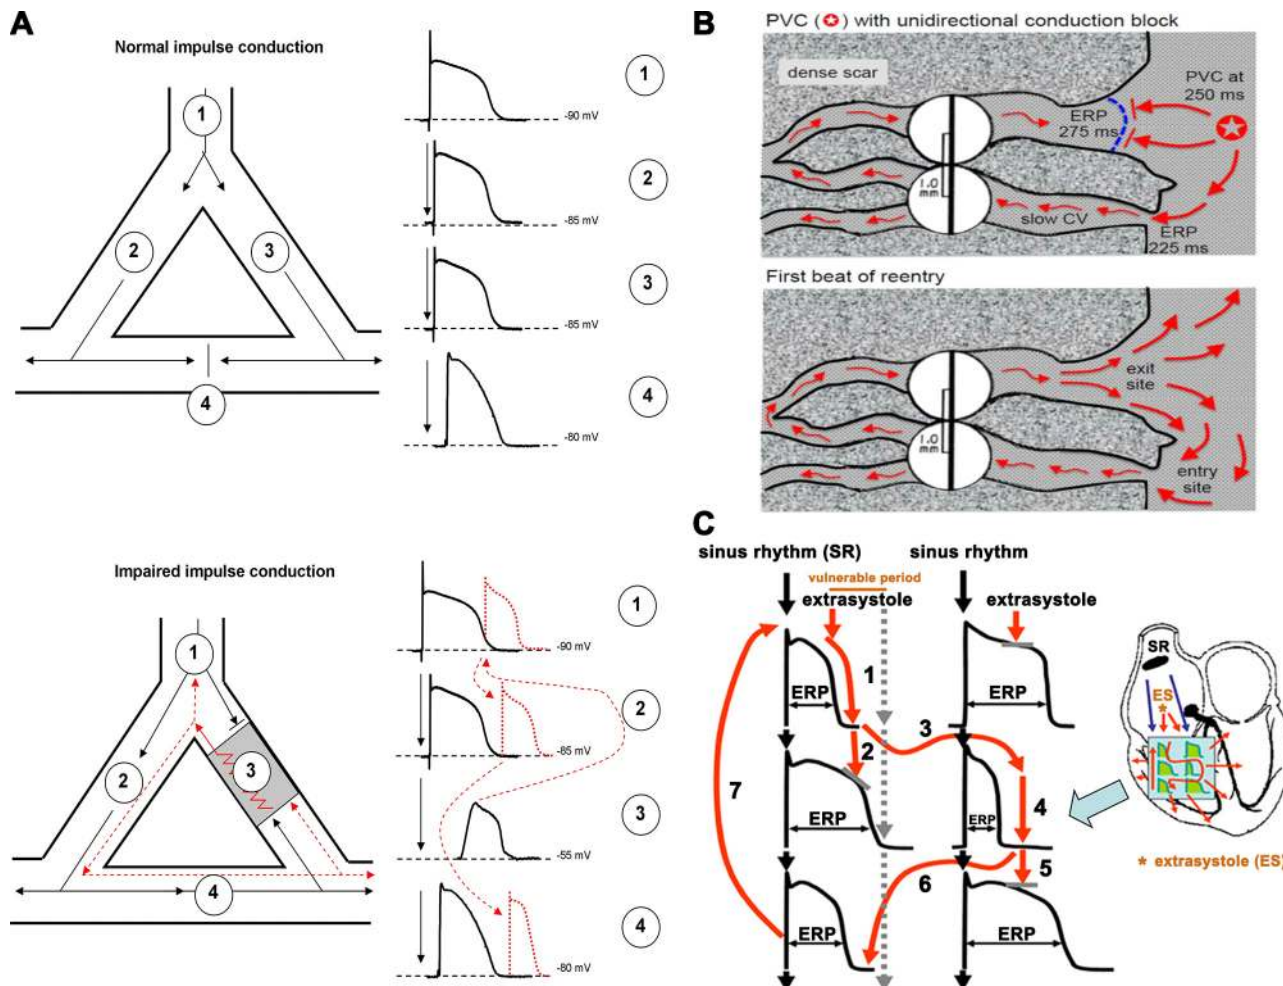 A
Normal impulse conduction
1
2
3
4
1
-90 mV
2
-85 mV
3
-85 mV
4
-80 mV
Impaired impulse conduction
1
2
3
4
1
-90 mV
2
-85 mV
3
-55 mV
4
-80 mV
B
PVC ( ) with unidirectional conduction block
dense scar
PVC at
250 ms
ERP
275 ms
1.0
mm
slow CV
ERP
225 ms
First beat of reentry
exit
site
1.0
mm
entry
site
C
sinus rhythm (SR)
sinus rhythm
vulnerable period
extrasystole
extrasystole
ERP
1
ERP
2
3
ERP
ERP
4
7
5
6
ERP
ERP
SR
ES
*
* extrasystole (ES)